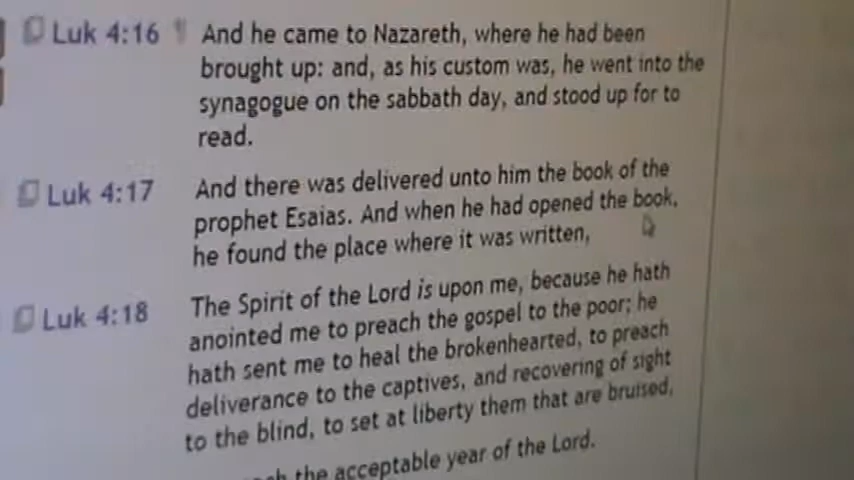 Luk 4:16 ¶ And he came to Nazareth, where he had been
brought up: and, as his custom was, he went into the
synagogue on the sabbath day, and stood up for to
read.
Luk 4:17 And there was delivered unto him the book of the
prophet Esaias. And when he had opened the book,
he found the place where it was written,
Luk 4:18 The Spirit of the Lord is upon me, because he hath
anointed me to preach the gospel to the poor; he
hath sent me to heal the brokenhearted, to preach
deliverance to the captives, and recovering of sight
to the blind, to set at liberty them that are bruised,
the acceptable year of the Lord.